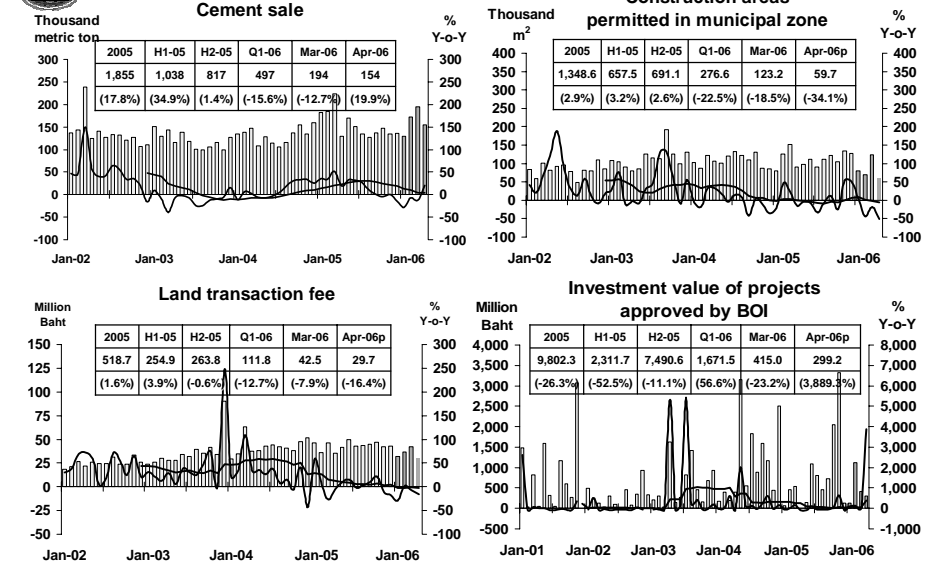 Cement sale
Thousand
metric ton
%
Y-o-Y
2005 H1-05 H2-05 Q1-06 Mar-06 Apr-06
1,855 1,038 817 497 194 154
(17.8%) (34.9%) (1.4%) (-15.6%) (-12.7%) (19.9%)
300 300
250 250
200 200
150 150
100 100
50 50
0 0
-50 -50
-100 -100
Jan-02 Jan-03 Jan-04 Jan-05 Jan-06
Construction areas
permitted in municipal zone
Thousand
m2
%
Y-o-Y
2005 H1-05 H2-05 Q1-06 Mar-06 Apr-06p
1,348.6 657.5 691.1 276.6 123.2 59.7
(2.9%) (3.2%) (2.6%) (-22.5%) (-18.5%) (-34.1%)
400 400
350 350
300 300
250 250
200 200
150 150
100 100
50 50
0 0
-50 -50
-100 -100
Jan-02 Jan-03 Jan-04 Jan-05 Jan-06
Land transaction fee
Million
Baht
%
Y-o-Y
2005 H1-05 H2-05 Q1-06 Mar-06 Apr-06p
518.7 254.9 263.8 111.8 42.5 29.7
(1.6%) (3.9%) (-0.6%) (-12.7%) (-7.9%) (-16.4%)
150 300
125 250
100 200
75 150
50 100
25 50
0 0
-25 -50
-50 -100
Jan-02 Jan-03 Jan-04 Jan-05 Jan-06
Investment value of projects
approved by BOI
Million
Baht
%
Y-o-Y
2005 H1-05 H2-05 Q1-06 Mar-06 Apr-06p
9,802.3 2,311.7 7,490.6 1,671.5 415.0 299.2
(-26.3%) (-52.5%) (-11.1%) (56.6%) (-23.2%) (3,889.3%)
4,000 8,000
3,500 7,000
3,000 6,000
2,500 5,000
2,000 4,000
1,500 3,000
1,000 2,000
500 1,000
0 0
-500 -1,000
Jan-01 Jan-02 Jan-03 Jan-04 Jan-05 Jan-06